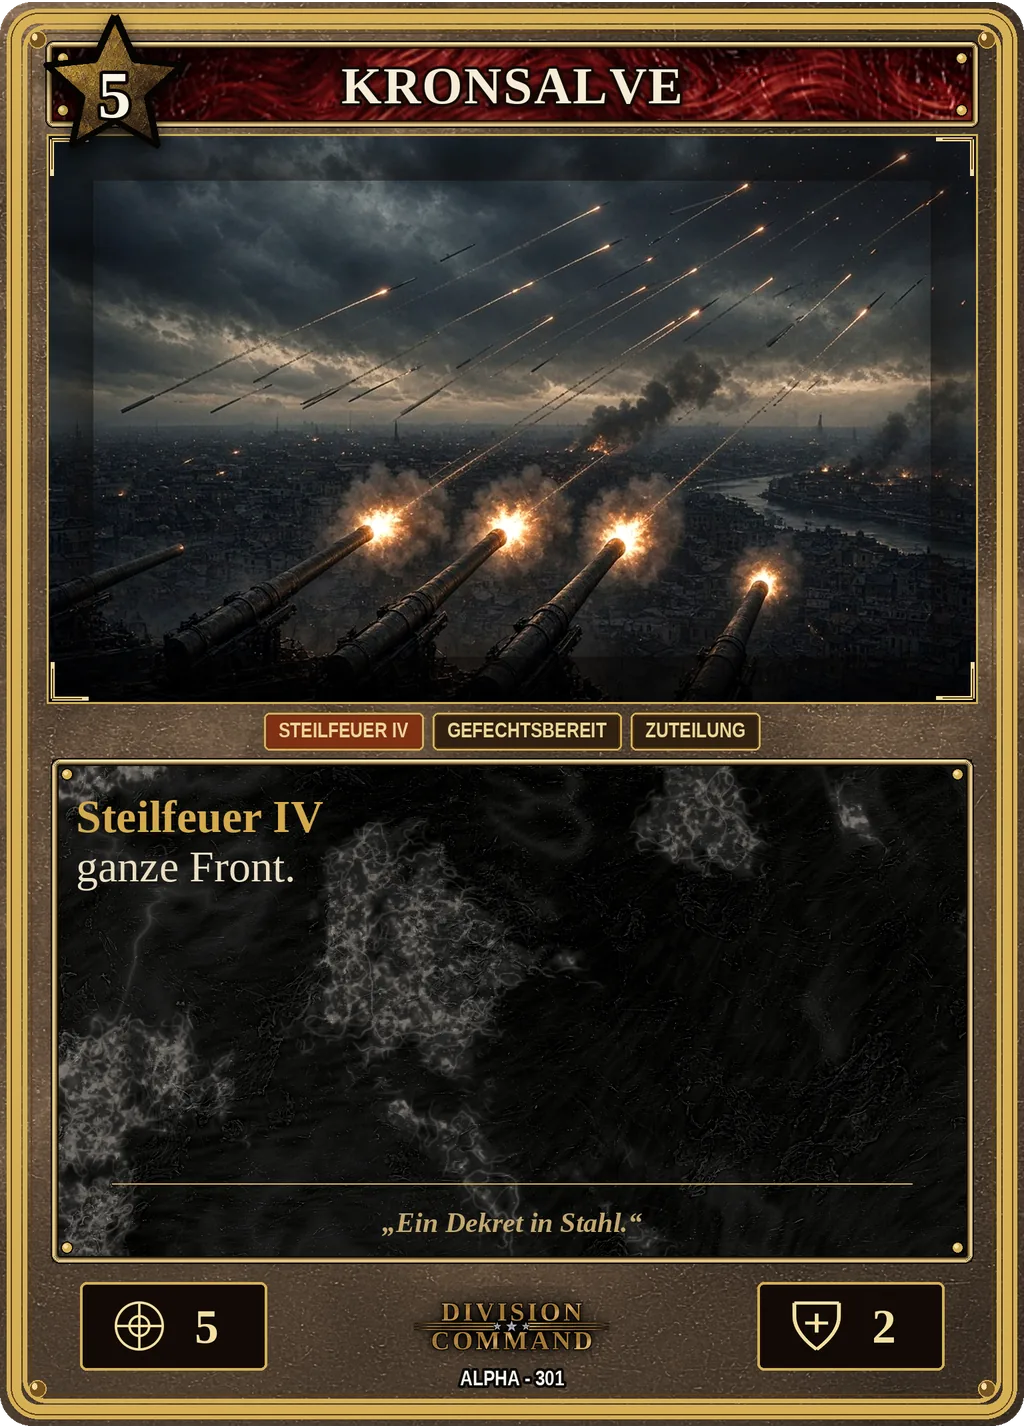 5
KRONSALVE
STEILFEUER IV
GEFECHTSBEREIT
ZUTEILUNG
Steilfeuer IV
ganze Front.
„Ein Dekret in Stahl.“
5
DIVISION
COMMAND
2
ALPHA - 301